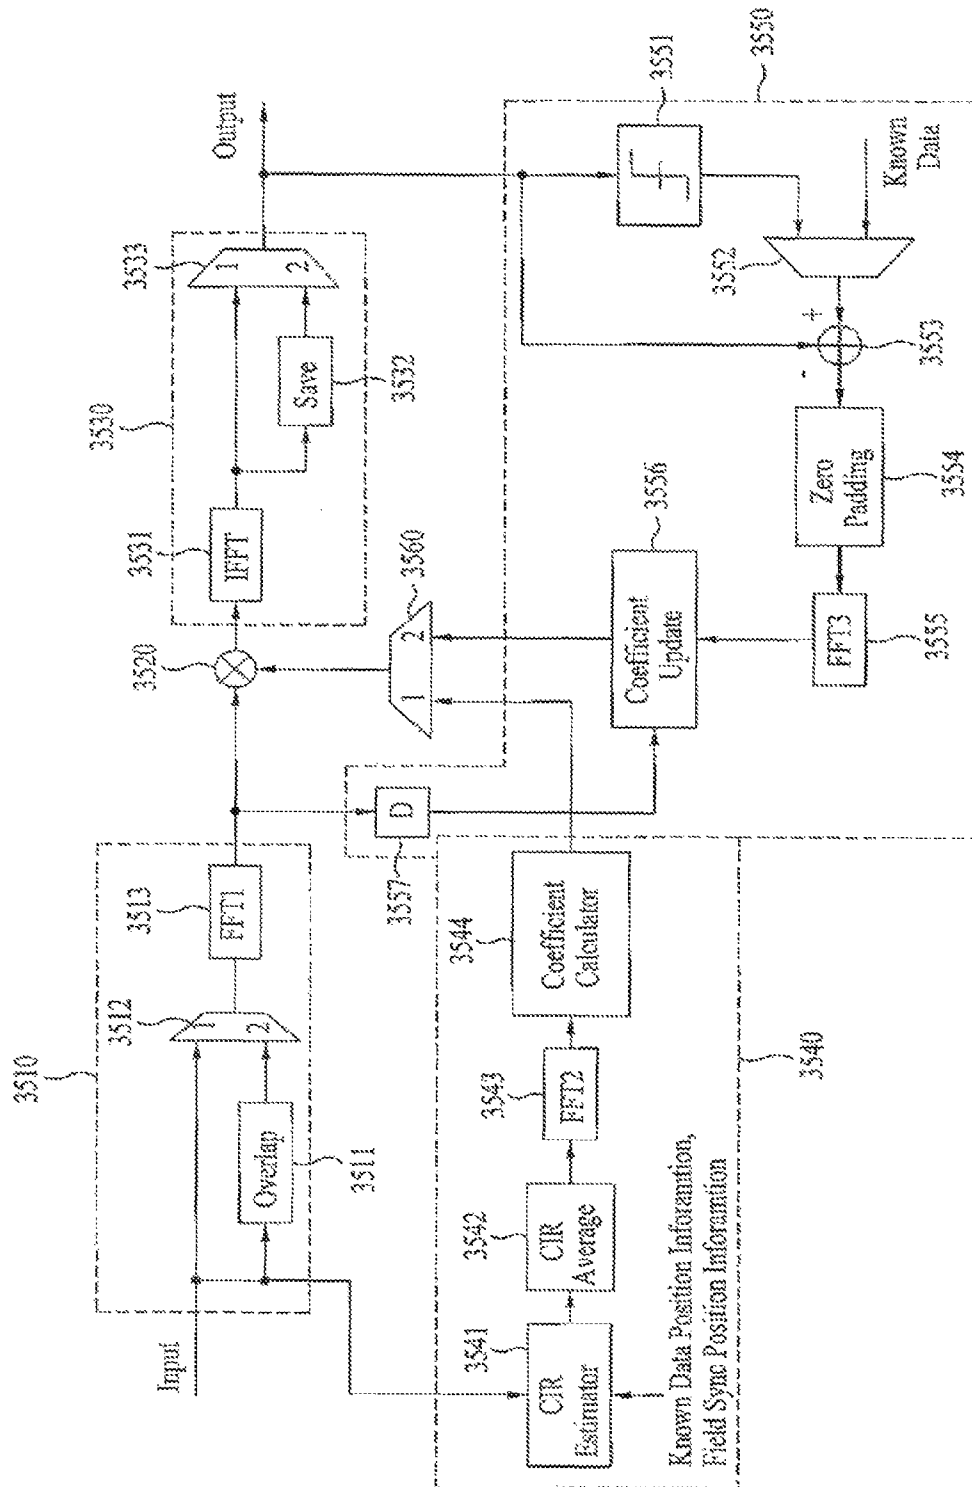 3510
3512
3513
Input
1
2
FFT1
Overlap
3511
3520
3530
3531
3533
IFFT
1
2
Save
3532
Output
3557
D
3560
1
2
3550
3551
3552
Known
Data
+
-
3553
Zero
Padding
3554
FFT3
3555
Coefficient
Update
3556
3540
3541
CIR
Estimator
3542
CIR
Average
3543
FFT2
3544
Coefficient
Calculator
Known Data Position Inforamtion,
Field Sync Position Inforamtion